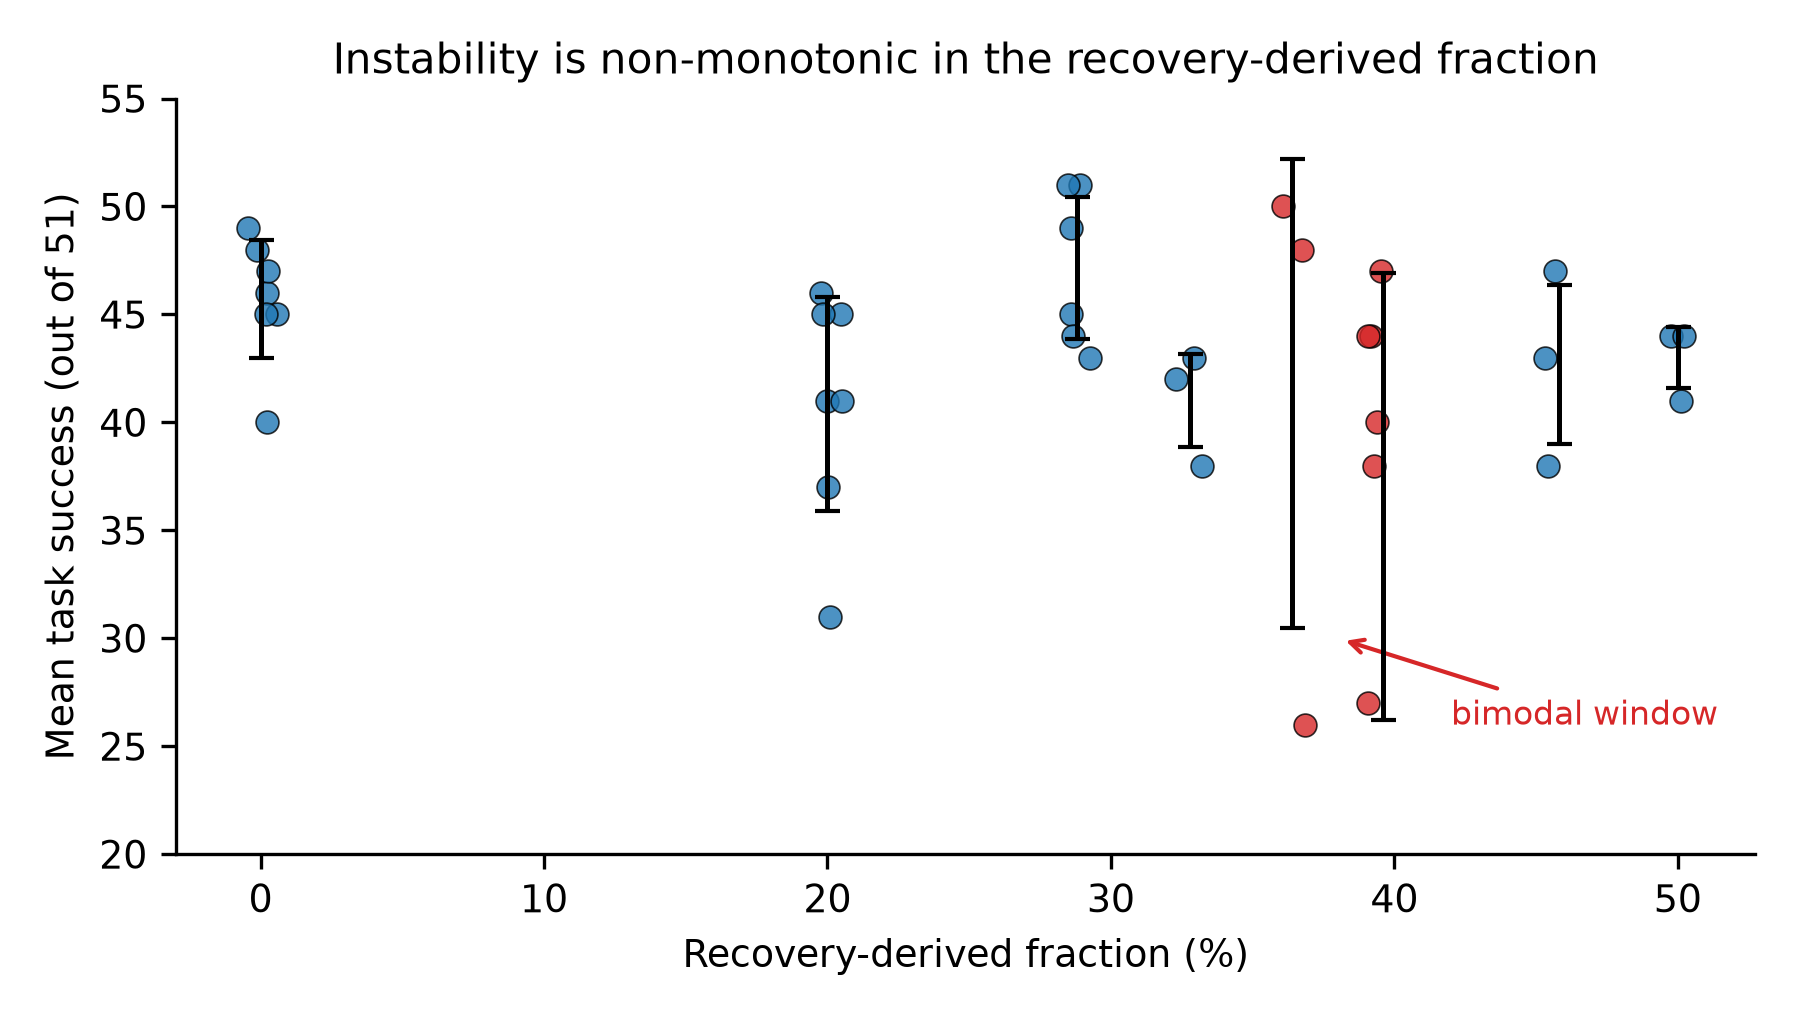 Instability is non-monotonic in the recovery-derived fraction
55
50
45
40
35
30
25
20
Mean task success (out of 51)
bimodal window
0 10 20 30 40 50
Recovery-derived fraction (%)